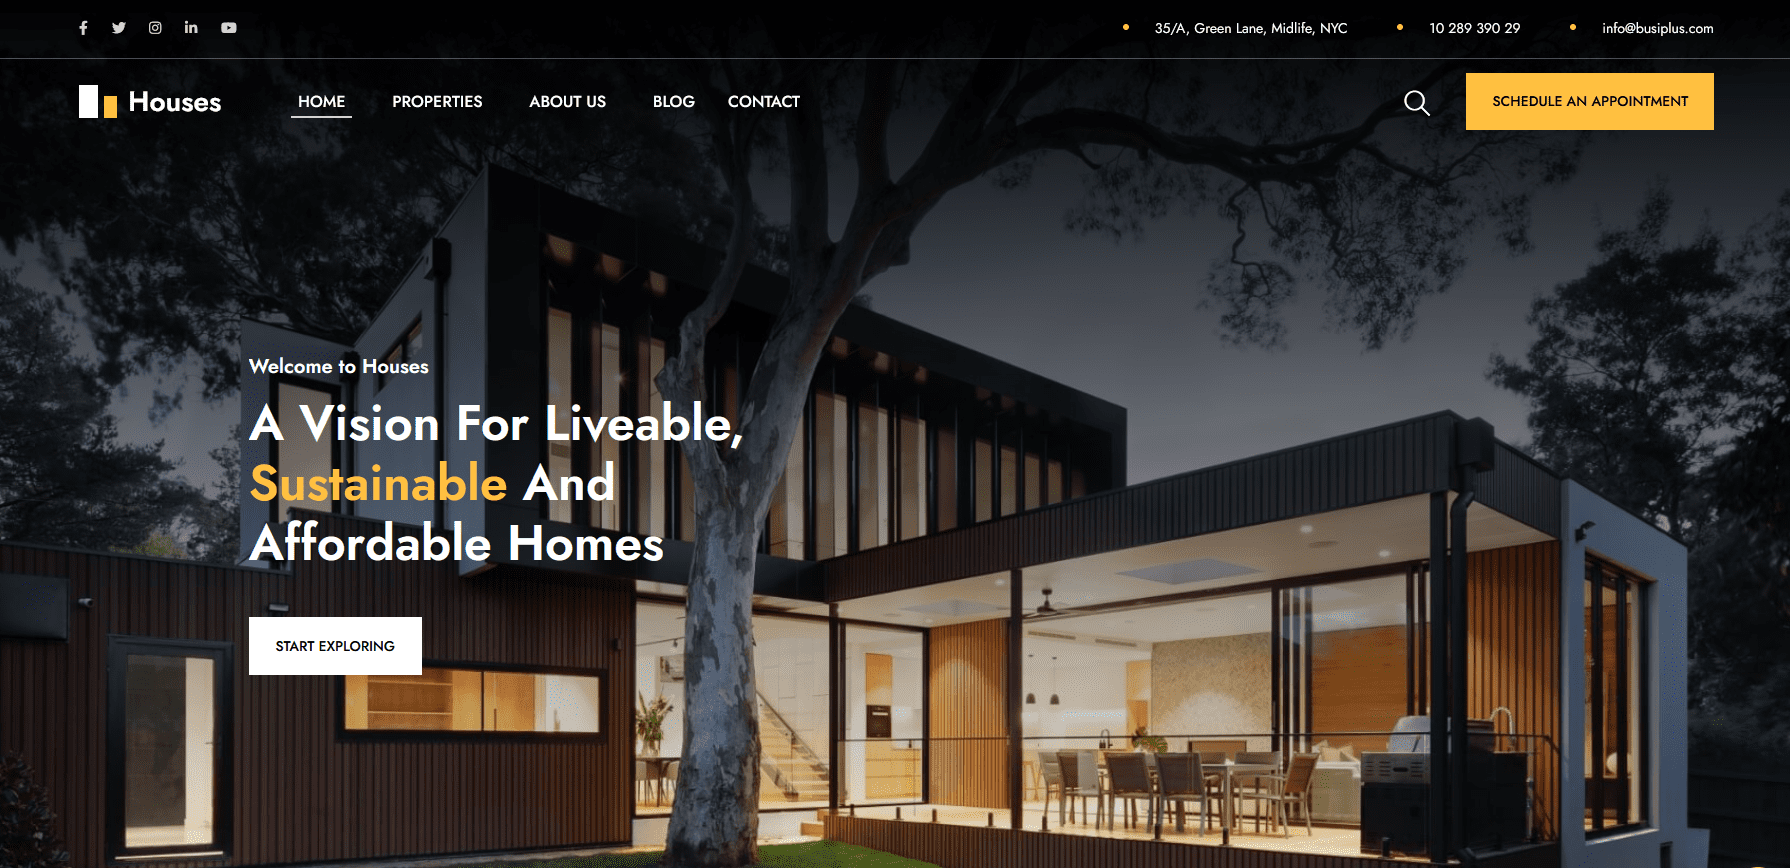 35/A, Green Lane, Midlife, NYC
10 289 390 29
info@busiplus.com
Houses
HOME
PROPERTIES
ABOUT US
BLOG
CONTACT
SCHEDULE AN APPOINTMENT
Welcome to Houses
A Vision For Liveable,
Sustainable And
Affordable Homes
START EXPLORING